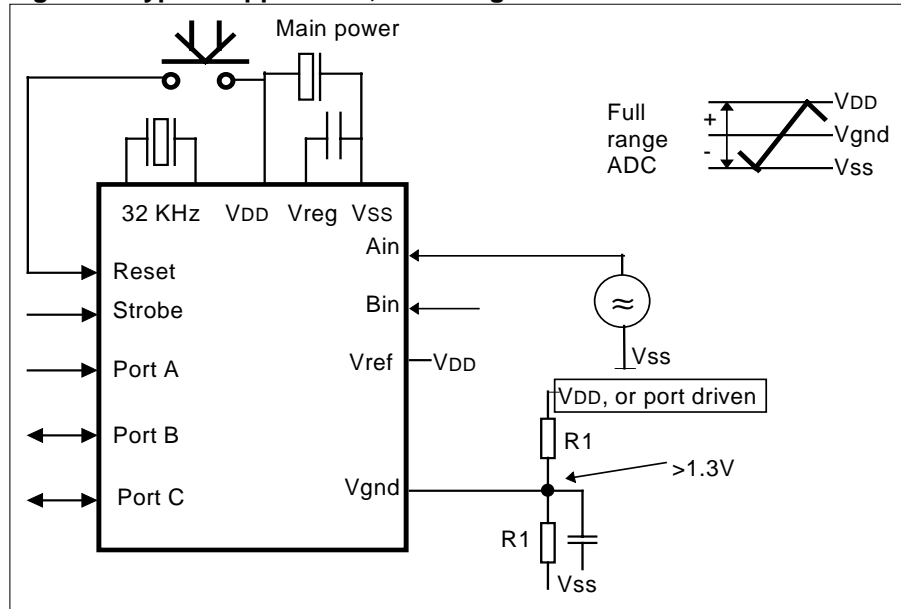 Main power
Full
range
ADC
+
-
VDD
Vgnd
Vss
32 KHz VDD Vreg VSS
Ain
Reset
Strobe
Bin
Vref
VDD
Port A
Vss
VDD, or port driven
R1
Port B
>1.3V
Vgnd
Port C
R1
Vss